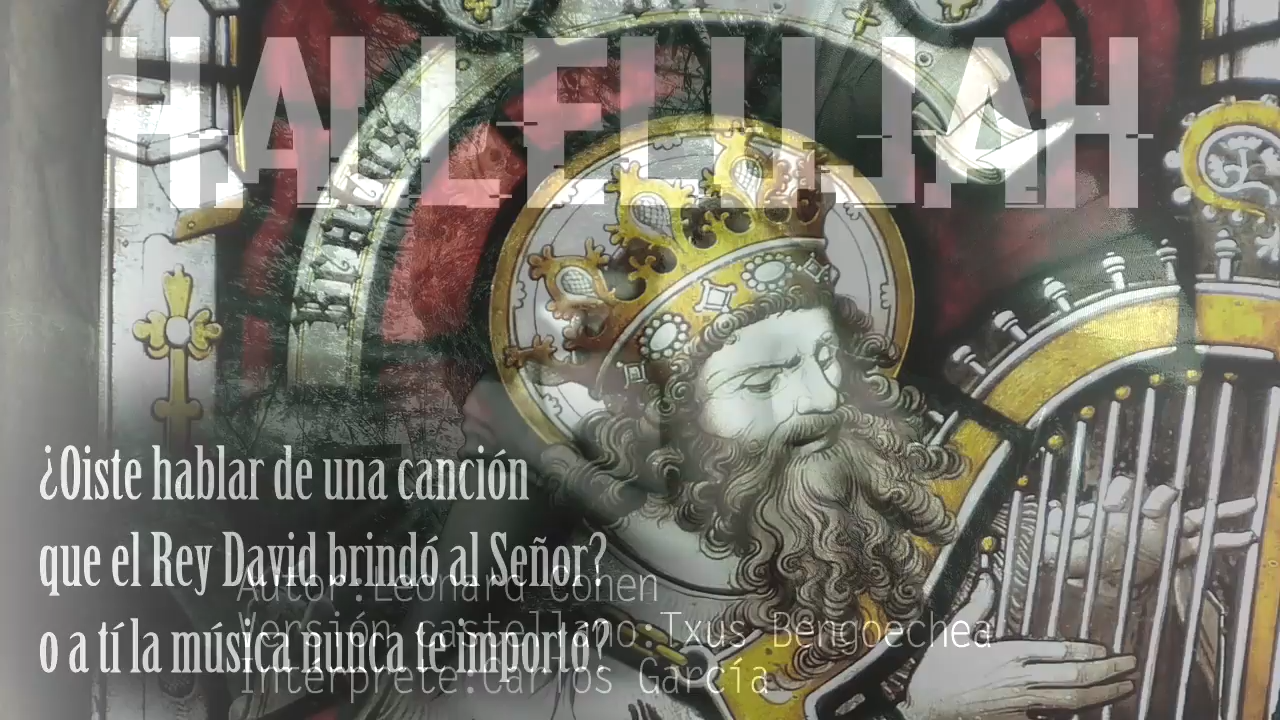 HALLELUJAH
¿Oiste hablar de una canción
que el Rey David brindó al Señor?
o a tí la música nunca te importó?
Autor:Leonard Cohen
Versión castellano Txus Bengoechea
Intérprete:Carlos García